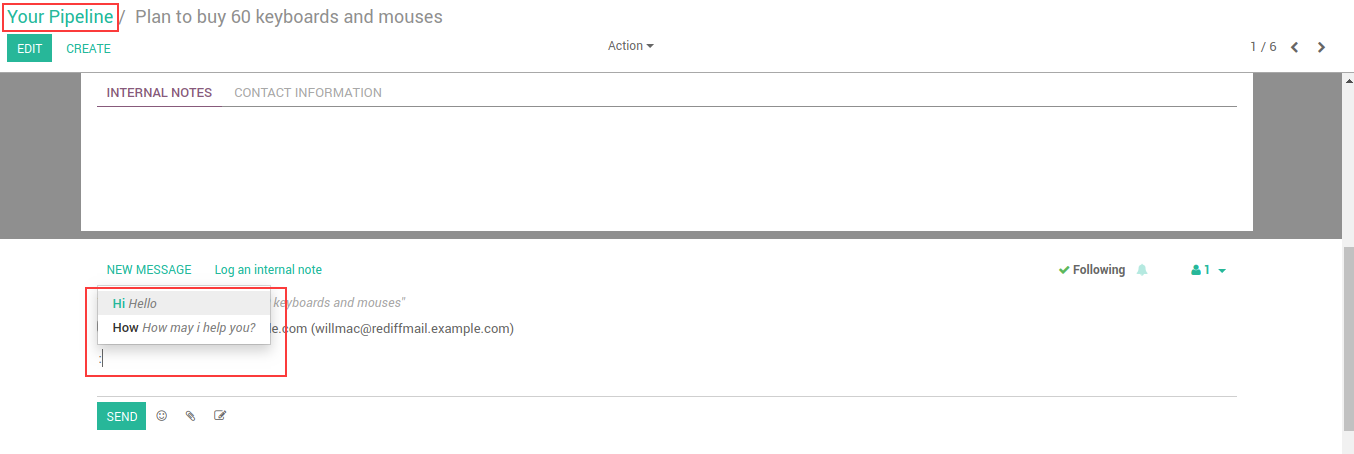 Your Pipeline / Plan to buy 60 keyboards and mouses
EDIT CREATE Action 1 / 6
INTERNAL NOTES CONTACT INFORMATION
NEW MESSAGE Log an internal note Following 1
Hi Hello keyboards and mouses"
How How may i help you? le.com (willmac@rediffmail.example.com)
:
SEND